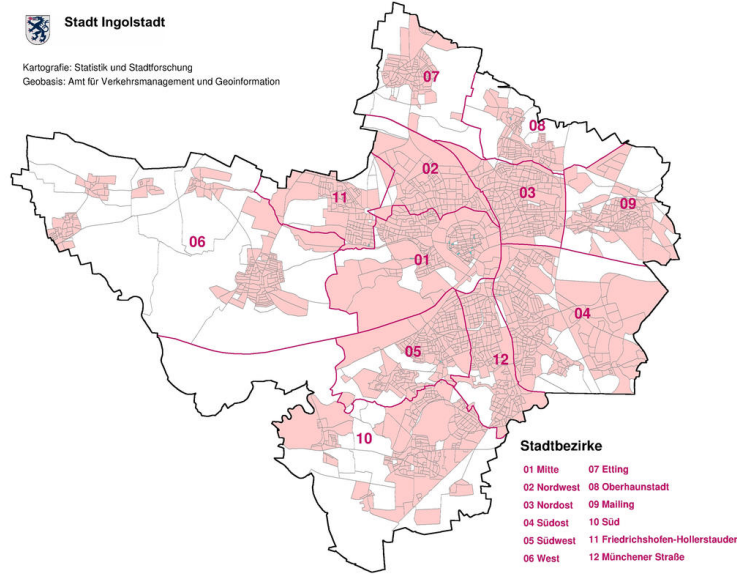 Stadt Ingolstadt
Kartografie: Statistik und Stadtforschung
Geobasis: Amt für Verkehrsmanagement und Geoinformation
07
08
02
03
11
09
06
01
04
05
12
10
Stadtbezirke
01 Mitte 07 Etting
02 Nordwest 08 Oberhaunstadt
03 Nordost 09 Mailing
04 Südost 10 Süd
05 Südwest 11 Friedrichshofen-Hollerstauden
06 West 12 Münchener Straße